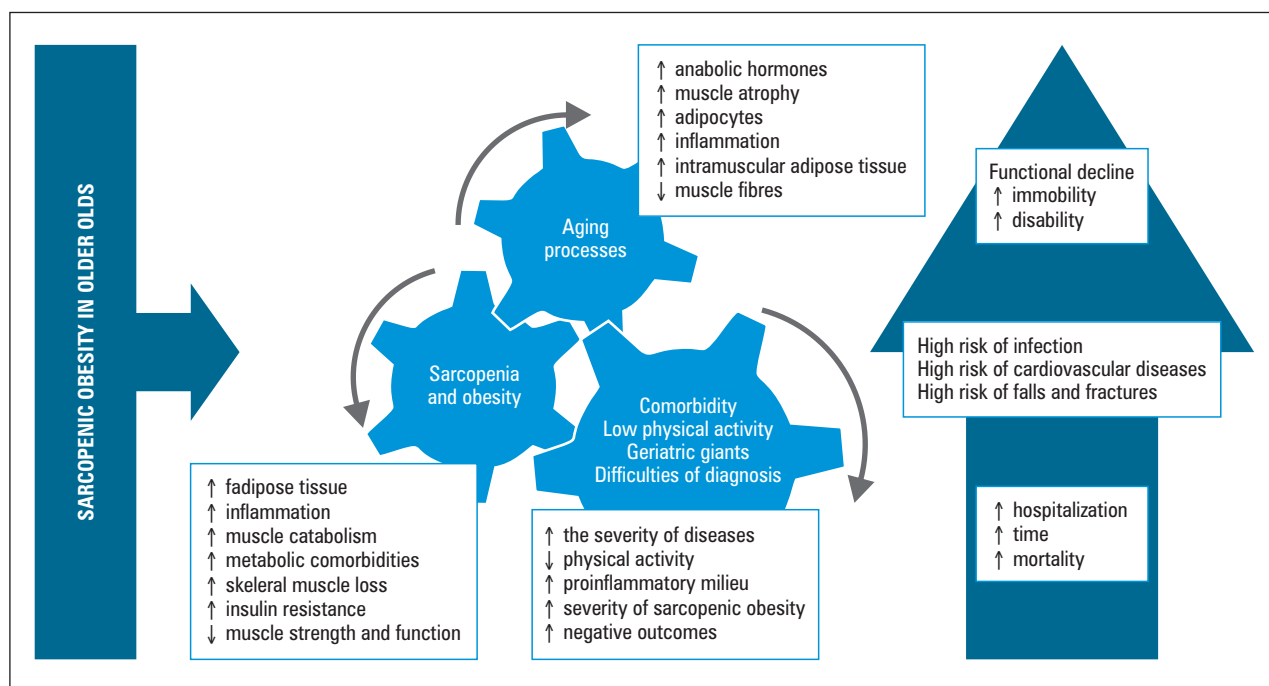 SARCOPENIC OBESITY IN OLDER OLDS
↑ anabolic hormones
↑ muscle atrophy
↑ adipocytes
↑ inflammation
↑ intramuscular adipose tissue
↓ muscle fibres
Aging
processes
Sarcopenia
and obesity
Comorbidity
Low physical activity
Geriatric giants
Difficulties of diagnosis
↑ fadipose tissue
↑ inflammation
↑ muscle catabolism
↑ metabolic comorbidities
↑ skeleral muscle loss
↑ insulin resistance
↓ muscle strength and function
↑ the severity of diseases
↓ physical activity
↑ proinflammatory milieu
↑ severity of sarcopenic obesity
↑ negative outcomes
Functional decline
↑ immobility
↑ disability
High risk of infection
High risk of cardiovascular diseases
High risk of falls and fractures
↑ hospitalization
↑ time
↑ mortality